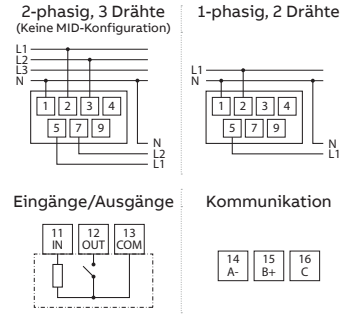 2-phasig, 3 Drähte
(Keine MID-Konfiguration)
L1
L2
L3
N
1 2 3 4
5 7 9
N
L2
L1
1-phasig, 2 Drähte
L1
N
1 2 3 4
5 7 9
N
L1
Eingänge/Ausgänge
11 12 13
IN OUT COM
Kommunikation
14 15 16
A- B+ C